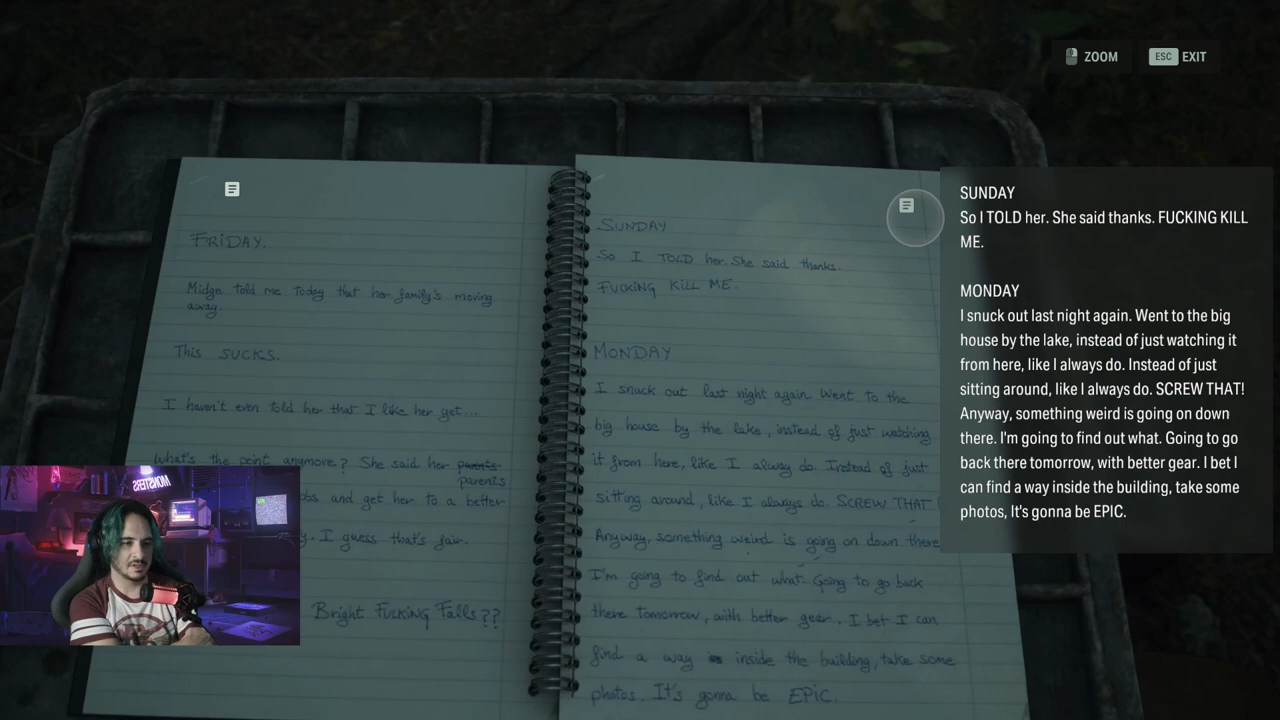 ZOOM
ESC EXIT
FRIDAY.
Midge told me today that her family's moving
away.
This SUCKS.
I haven't even told her that I like her yet...
What's the point anymore? She said her parents
parents
obs and get her to a better
. I guess that's fair.
Bright FUCKING Falls??
SUNDAY
So I TOLD her. She said thanks.
FUCKING KILL ME.
MONDAY
I snuck out last night again. Went to the
big house by the lake, instead of just watching
it from here, like I always do. Instead of just
sitting around, like I always do. SCREW THAT!
Anyway, something weird is going on down there
I'm going to find out what. Going to go back
there tomorrow, with better gear. I bet I can
find a way inside the building, take some
photos. It's gonna be EPIC.
SUNDAY
So I TOLD her. She said thanks. FUCKING KILL
ME.
MONDAY
I snuck out last night again. Went to the big
house by the lake, instead of just watching it
from here, like I always do. Instead of just
sitting around, like I always do. SCREW THAT!
Anyway, something weird is going on down
there. I'm going to find out what. Going to go
back there tomorrow, with better gear. I bet I
can find a way inside the building, take some
photos, It's gonna be EPIC.
MONSTERS